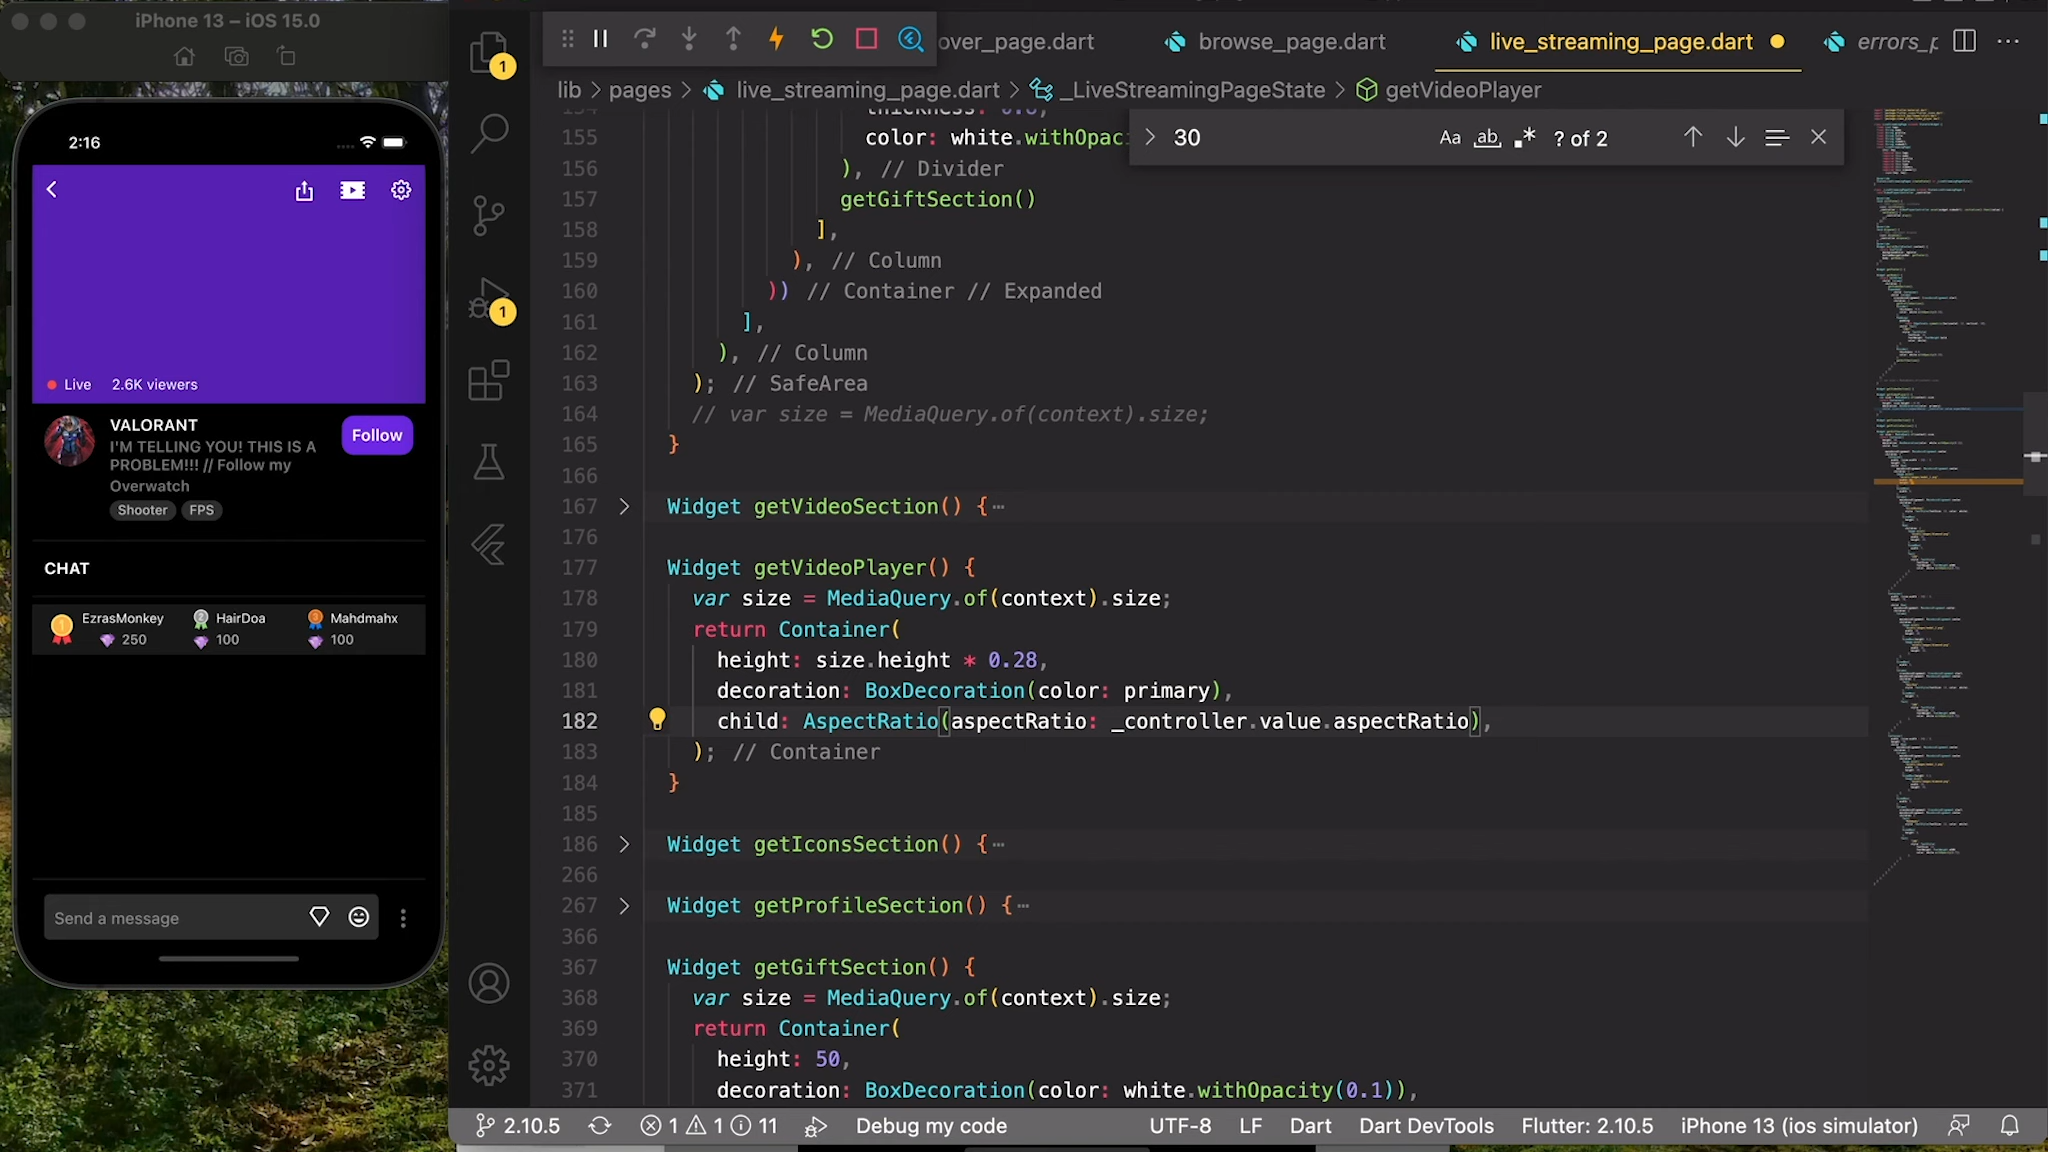 iPhone 13 – iOS 15.0
2:16
Live 2.6K viewers
VALORANT
I'M TELLING YOU! THIS IS A
PROBLEM!!! // Follow my
Overwatch
Follow
Shooter FPS
CHAT
1 EzrasMonkey 250
HairDoa 100
Mahdmahx 100
Send a message
1
1
over_page.dart browse_page.dart live_streaming_page.dart errors_p
lib > pages > live_streaming_page.dart > _LiveStreamingPageState > getVideoPlayer
30 Aa ab .* ? of 2
155 color: white.withOpaci
156 ), // Divider
157 getGiftSection()
158 ],
159 ), // Column
160 )) // Container // Expanded
161 ],
162 ), // Column
163 ); // SafeArea
164 // var size = MediaQuery.of(context).size;
165 }
166
167 Widget getVideoSection() {⋯
176
177 Widget getVideoPlayer() {
178 var size = MediaQuery.of(context).size;
179 return Container(
180 height: size.height * 0.28,
181 decoration: BoxDecoration(color: primary),
182 child: AspectRatio(aspectRatio: _controller.value.aspectRatio),
183 ); // Container
184 }
185
186 Widget getIconsSection() {⋯
266
267 Widget getProfileSection() {⋯
366
367 Widget getGiftSection() {
368 var size = MediaQuery.of(context).size;
369 return Container(
370 height: 50,
371 decoration: BoxDecoration(color: white.withOpacity(0.1)),
2.10.5 1 1 11 Debug my code UTF-8 LF Dart Dart DevTools Flutter: 2.10.5 iPhone 13 (ios simulator)